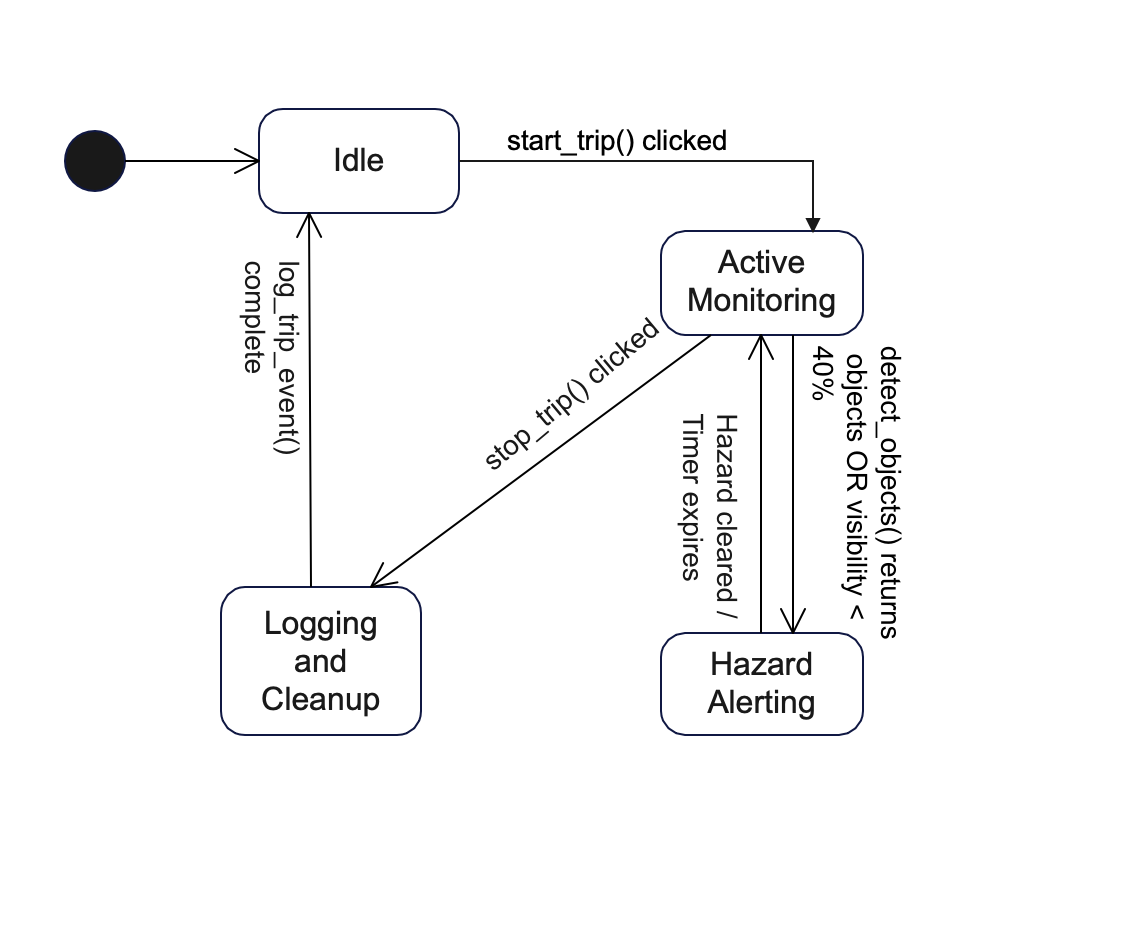 Idle
start_trip() clicked
Active
Monitoring
log_trip_event()
complete
stop_trip() clicked
Hazard cleared /
Timer expires
detect_objects() returns
objects OR visibility <
40%
Logging
and
Cleanup
Hazard
Alerting